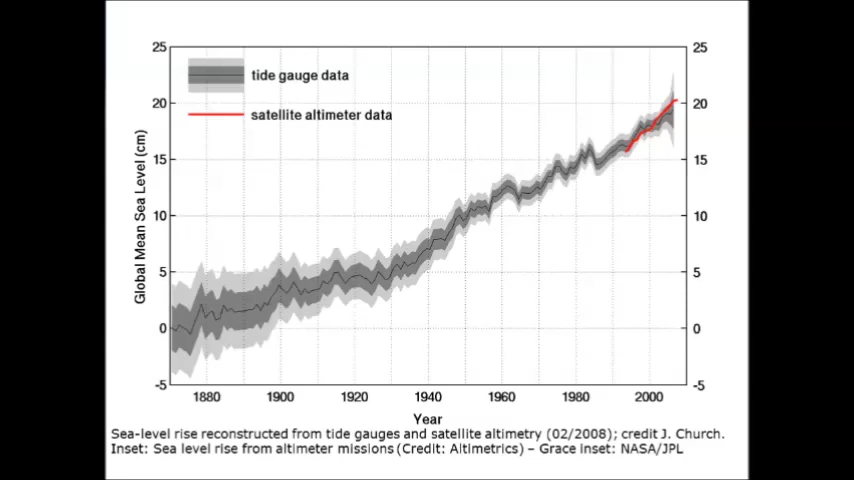 25
25
tide gauge data
20
satellite altimeter data
20
15
15
Global Mean Sea Level (cm)
10
10
5
5
0
0
-5
-5
1880 1900 1920 1940 1960 1980 2000
Year
Sea-level rise reconstructed from tide gauges and satellite altimetry (02/2008); credit J. Church.
Inset: Sea level rise from altimeter missions (Credit: Altimetrics) – Grace inset: NASA/JPL